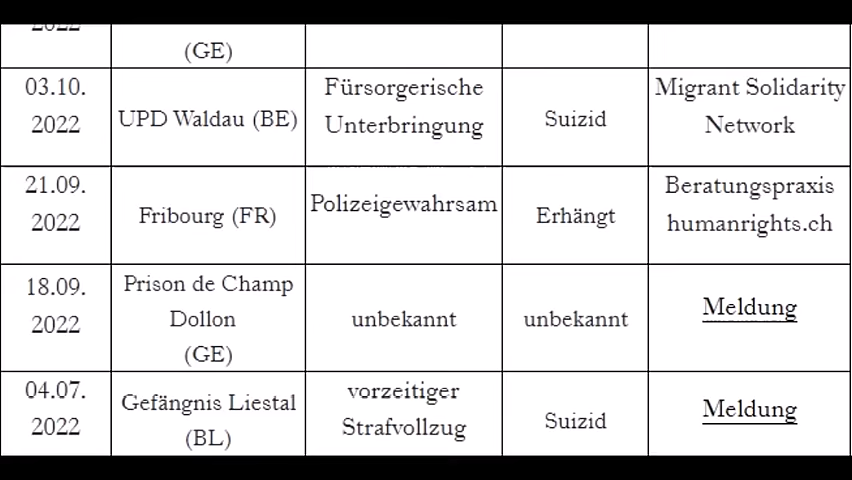 2022
(GE)
03.10.
2022
UPD Waldau (BE)
Fürsorgerische
Unterbringung
Suizid
Migrant Solidarity
Network
21.09.
2022
Fribourg (FR)
Polizeigewahrsam
Erhängt
Beratungspraxis
humanrights.ch
18.09.
2022
Prison de Champ
Dollon
(GE)
unbekannt
unbekannt
Meldung
04.07.
2022
Gefängnis Liestal
(BL)
vorzeitiger
Strafvollzug
Suizid
Meldung